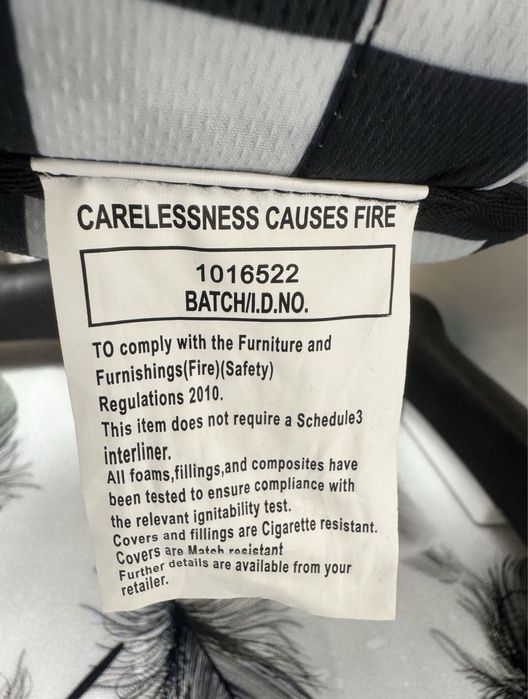 CARELESSNESS CAUSES FIRE
1016522
BATCH/I.D.NO.
TO comply with the Furniture and
Furnishings(Fire)(Safety)
Regulations 2010.
This item does not require a Schedule3
interliner.
All foams,fillings,and composites have
been tested to ensure compliance with
the relevant ignitability test.
Covers and fillings are Cigarette resistant.
Covers are Match resistant
Further details are available from your
retailer.